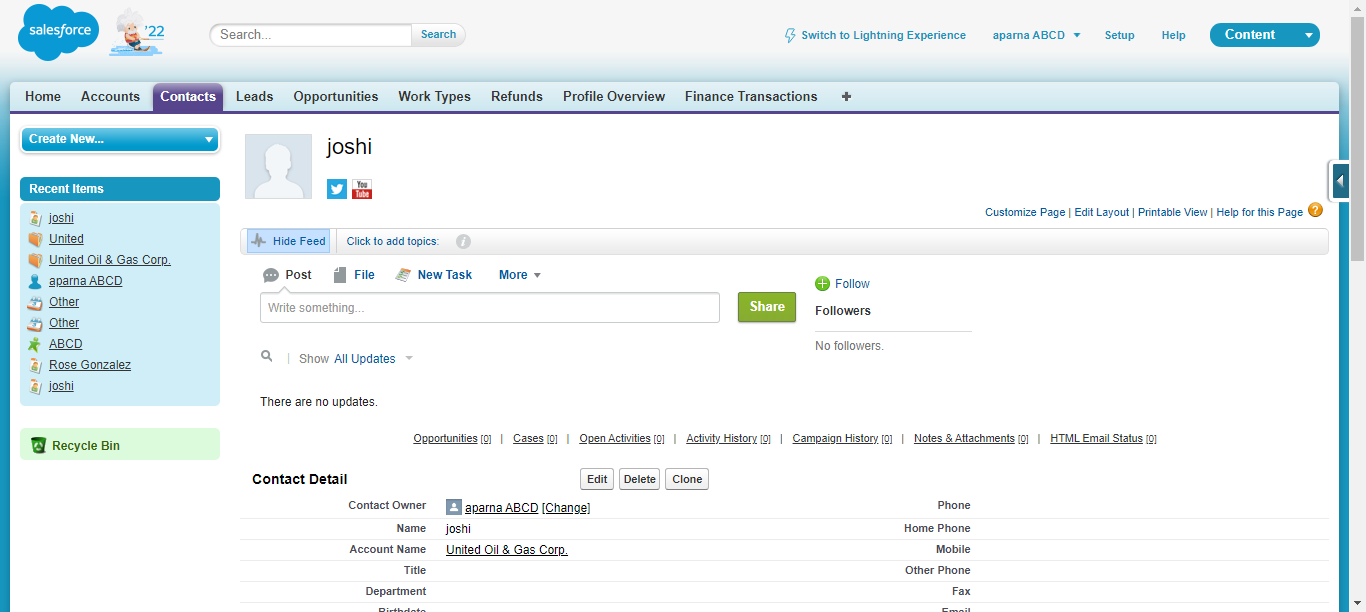 salesforce
'22
Search...
Search
Switch to Lightning Experience
aparna ABCD
Setup
Help
Content
Home Accounts Contacts Leads Opportunities Work Types Refunds Profile Overview Finance Transactions
Create New...
Recent Items
joshi
United
United Oil & Gas Corp.
aparna ABCD
Other
Other
ABCD
Rose Gonzalez
joshi
Recycle Bin
joshi
You Tube
Customize Page | Edit Layout | Printable View | Help for this Page ?
Hide Feed Click to add topics: i
Post File New Task More
Write something...
Share
Show All Updates
There are no updates.
Follow
Followers
No followers.
Opportunities [0] | Cases [0] | Open Activities [0] | Activity History [0] | Campaign History [0] | Notes & Attachments [0] | HTML Email Status [0]
Contact Detail Edit Delete Clone
Contact Owner aparna ABCD [Change] Phone
Name joshi Home Phone
Account Name United Oil & Gas Corp. Mobile
Title Other Phone
Department Fax
Birthdate Email